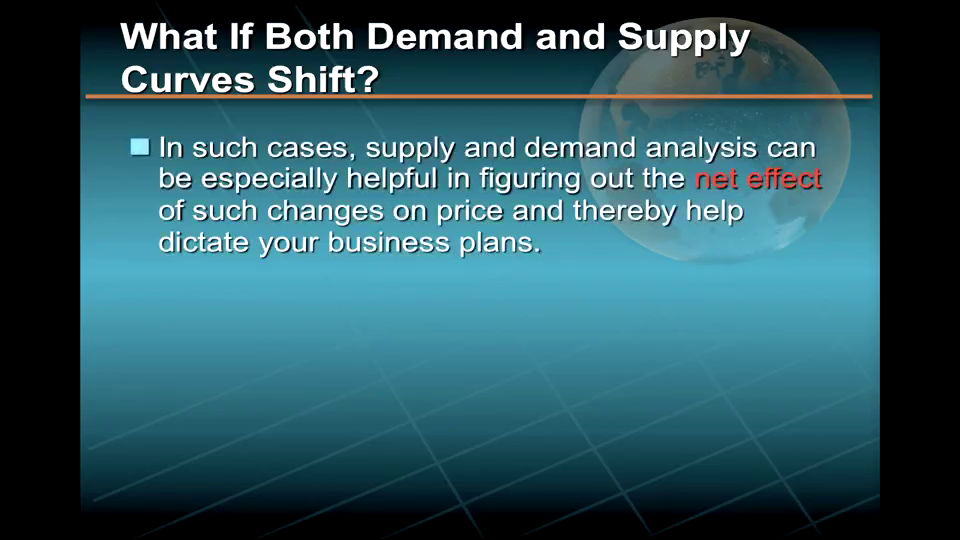 What If Both Demand and Supply
Curves Shift?
In such cases, supply and demand analysis can
be especially helpful in figuring out the net effect
of such changes on price and thereby help
dictate your business plans.